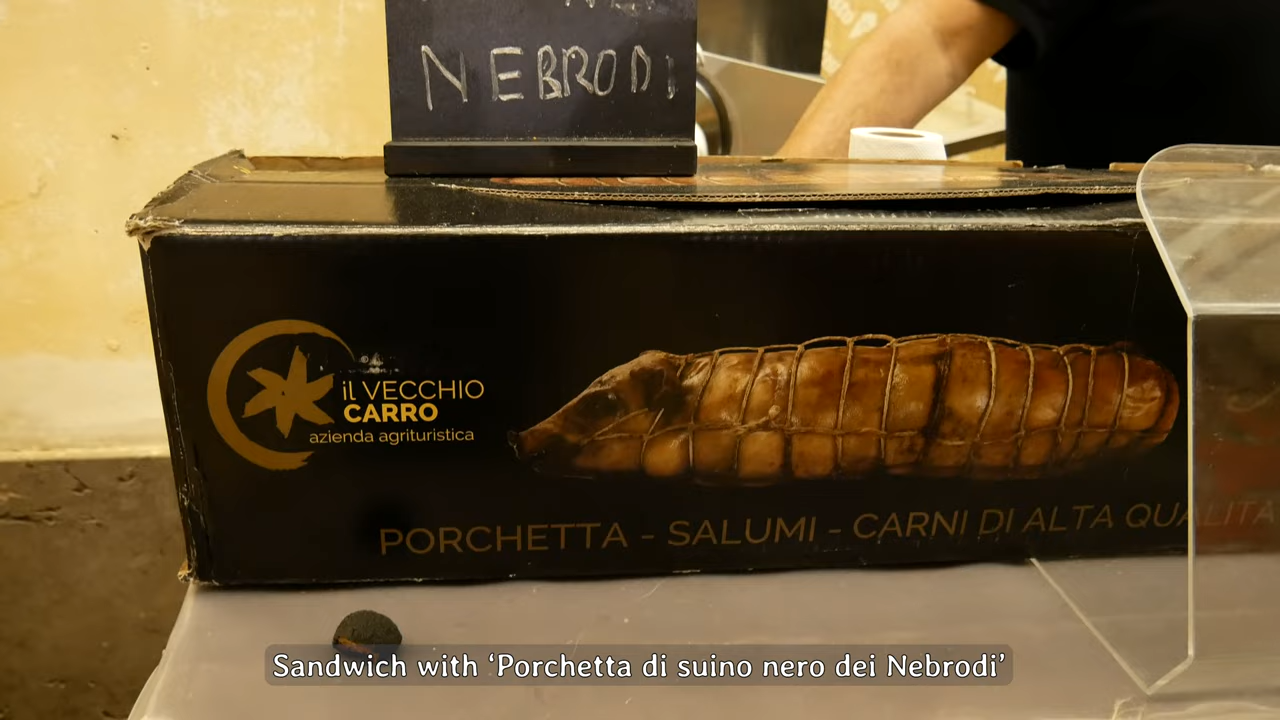 NEBRODi
iL VECCHIO
CARRO
azienda agrituristica
PORCHETTA - SALUMI - CARNI DI ALTA QUALITA
Sandwich with ‘Porchetta di suino nero dei Nebrodi’